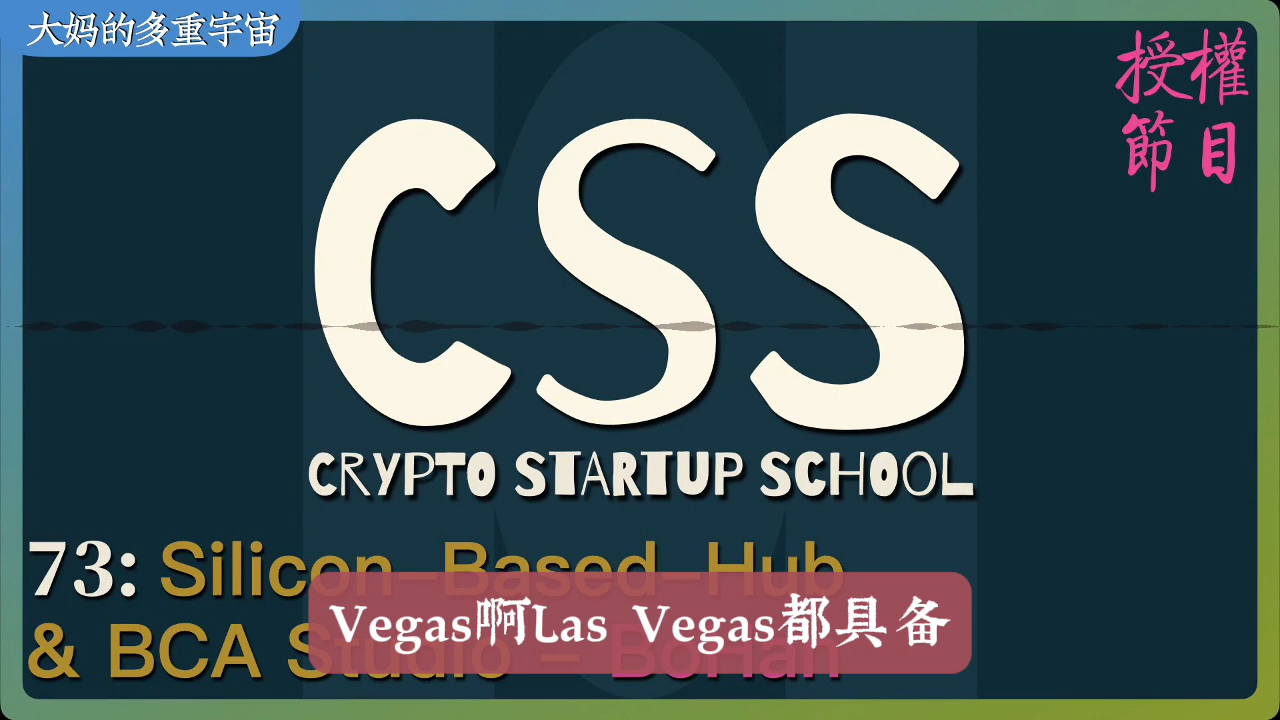 大妈的多重宇宙
授權
節目
CSS
CRYPTO STARTUP SCHOOL
73: Silicon-Based-Hub
& BCA Studio - BoHan
Vegas啊Las Vegas都具备